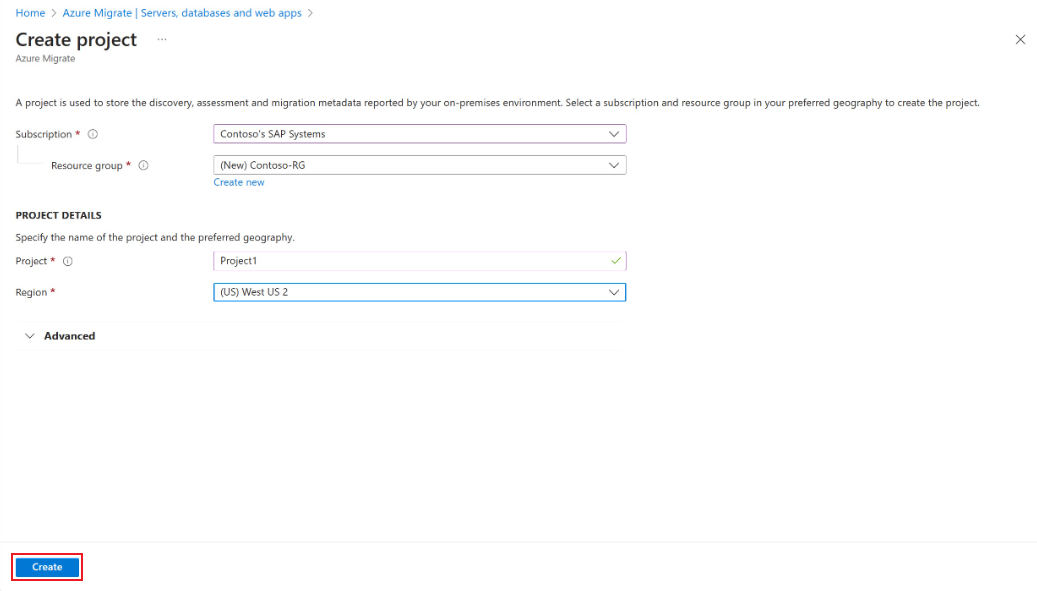 Home > Azure Migrate | Servers, databases and web apps >
Create project ...
Azure Migrate
A project is used to store the discovery, assessment and migration metadata reported by your on-premises environment. Select a subscription and resource group in your preferred geography to create the project.
Subscription * Contoso's SAP Systems
Resource group * (New) Contoso-RG
Create new
PROJECT DETAILS
Specify the name of the project and the preferred geography.
Project * Project1
Region * (US) West US 2
Advanced
Create